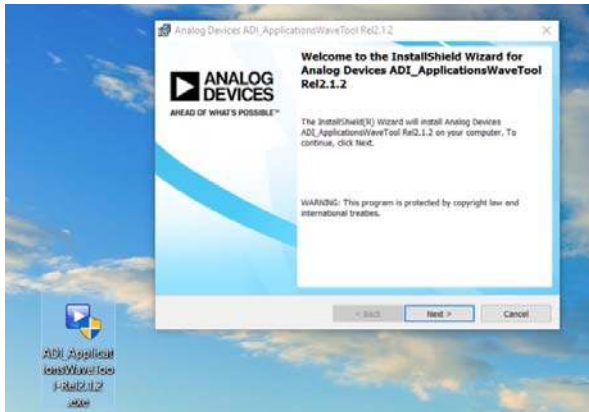 Analog Devices ADI_ApplicationsWaveTool Rel2.1.2
ANALOG
DEVICES
AHEAD OF WHAT'S POSSIBLE™
Welcome to the InstallShield Wizard for
Analog Devices ADI_ApplicationsWaveTool
Rel2.1.2
The InstallShield(R) Wizard will install Analog Devices
ADI_ApplicationsWaveTool Rel2.1.2 on your computer. To
continue, click Next.
WARNING: This program is protected by copyright law and
international treaties.
< Back
Next >
Cancel
ADI_Applicat
ionsWaveToo
l-Rel2.1.2
.exe